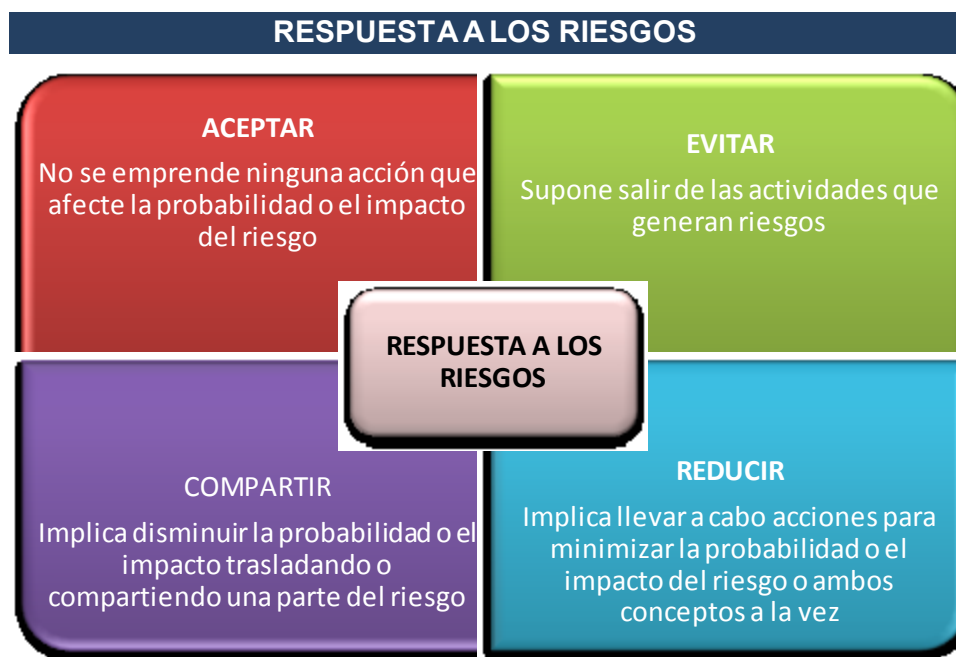 RESPUESTA A LOS RIESGOS
ACEPTAR
No se emprende ninguna acción que
afecte la probabilidad o el impacto
del riesgo
EVITAR
Supone salir de las actividades que
generan riesgos
RESPUESTA A LOS
RIESGOS
COMPARTIR
Implica disminuir la probabilidad o el
impacto trasladando o
compartiendo una parte del riesgo
REDUCIR
Implica llevar a cabo acciones para
minimizar la probabilidad o el
impacto del riesgo o ambos
conceptos a la vez